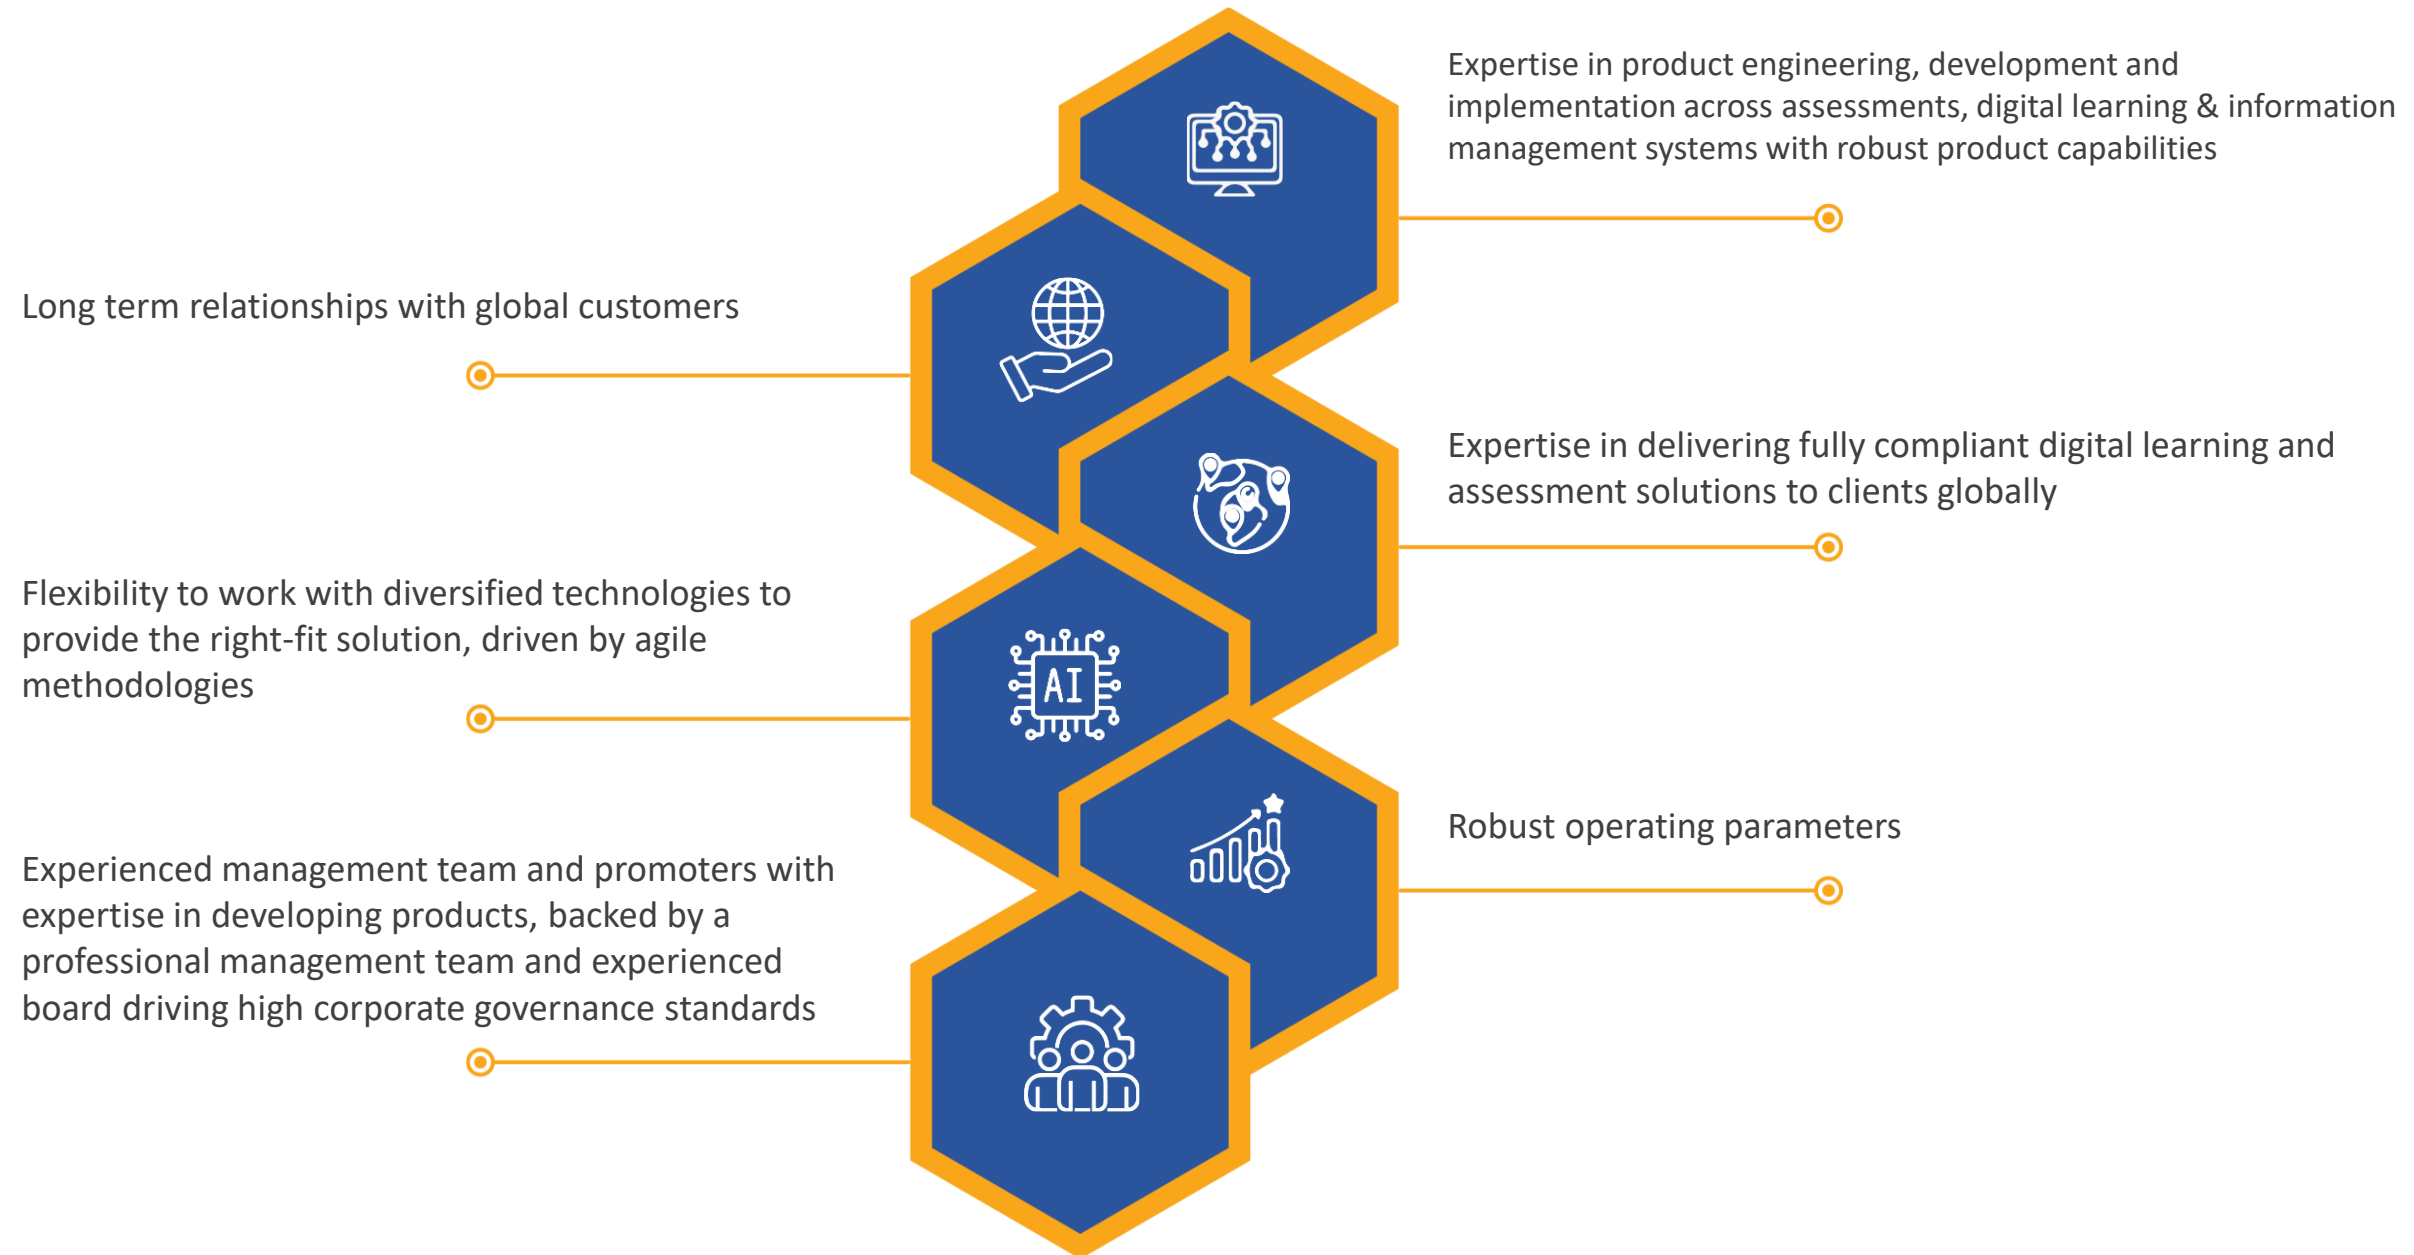 Expertise in product engineering, development and
implementation across assessments, digital learning & information
management systems with robust product capabilities
Long term relationships with global customers
Expertise in delivering fully compliant digital learning and
assessment solutions to clients globally
Flexibility to work with diversified technologies to
provide the right-fit solution, driven by agile
methodologies
AI
Robust operating parameters
Experienced management team and promoters with
expertise in developing products, backed by a
professional management team and experienced
board driving high corporate governance standards